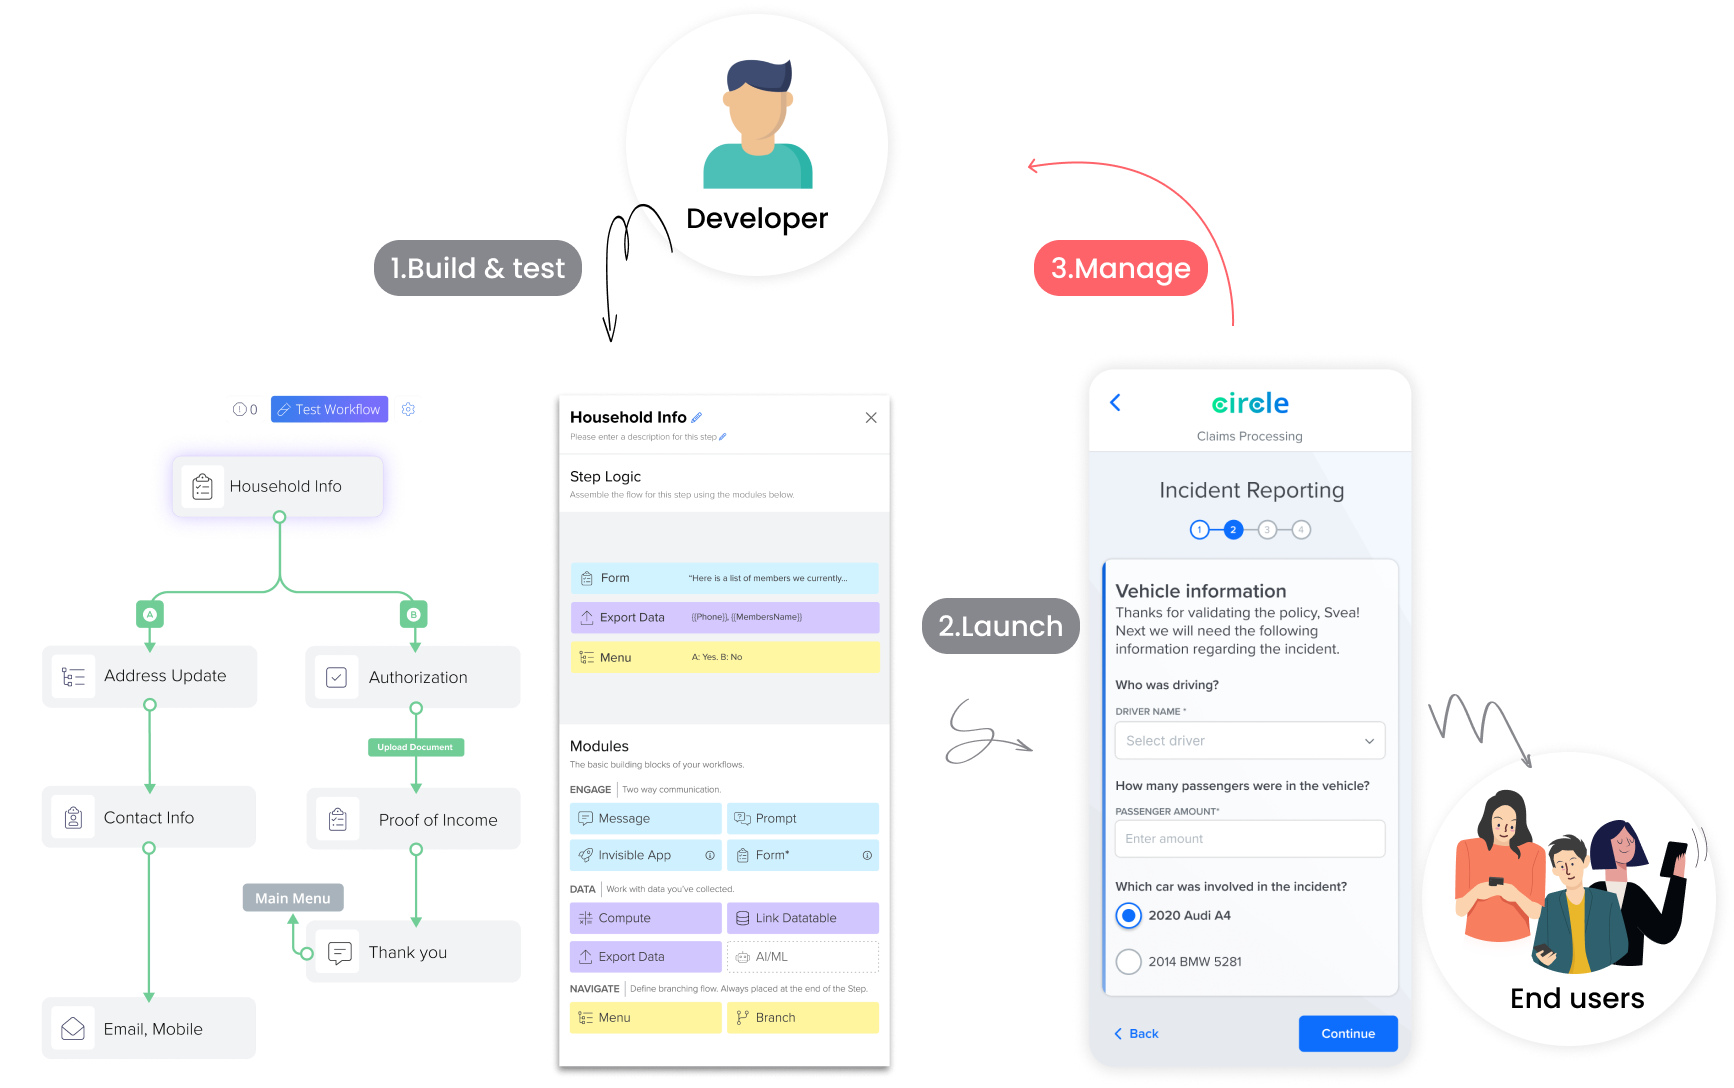 Developer
1.Build & test
3.Manage
0
Test Workflow
Household Info
A
B
Address Update
Authorization
Upload Document
Contact Info
Proof of Income
Main Menu
Thank you
Email, Mobile
Household Info
Please enter a description for this step
Step Logic
Assemble the flow for this step using the modules below.
Form
"Here is a list of members we currently...
Export Data
{{Phone}}, {{MembersName}}
Menu
A: Yes. B: No
Modules
The basic building blocks of your workflows.
ENGAGE
Two way communication.
Message
Prompt
Invisible App
Form*
DATA
Work with data you've collected.
Compute
Link Datatable
Export Data
AI/ML
NAVIGATE
Define branching flow. Always placed at the end of the Step.
Menu
Branch
2.Launch
circle
Claims Processing
Incident Reporting
1
2
3
4
Vehicle information
Thanks for validating the policy, Svea!
Next we will need the following
information regarding the incident.
Who was driving?
DRIVER NAME *
Select driver
How many passengers were in the vehicle?
PASSENGER AMOUNT*
Enter amount
Which car was involved in the incident?
2020 Audi A4
2014 BMW 5281
Back
Continue
End users